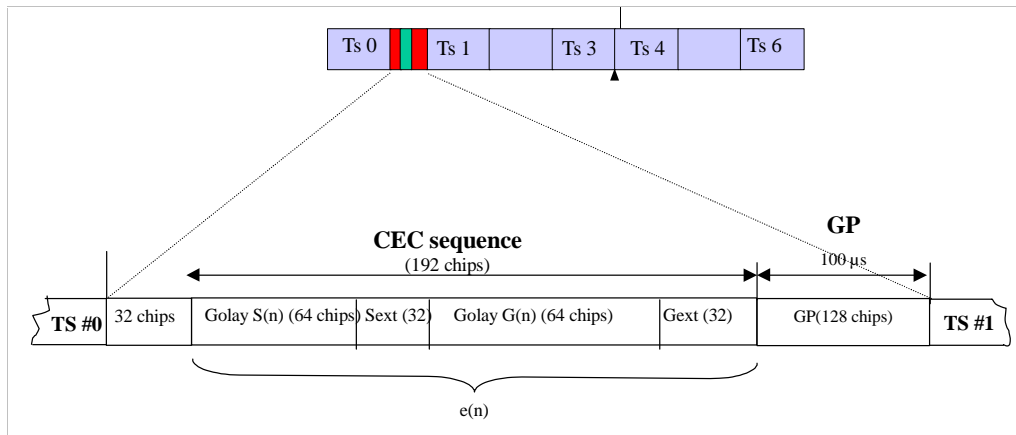 Ts 0 Ts 1 Ts 3 Ts 4 Ts 6
GP
CEC sequence
(192 chips)
100 µs
TS #0 32 chips Golay S(n) (64 chips) Sext (32) Golay G(n) (64 chips) Gext (32) GP(128 chips) TS #1
e(n)